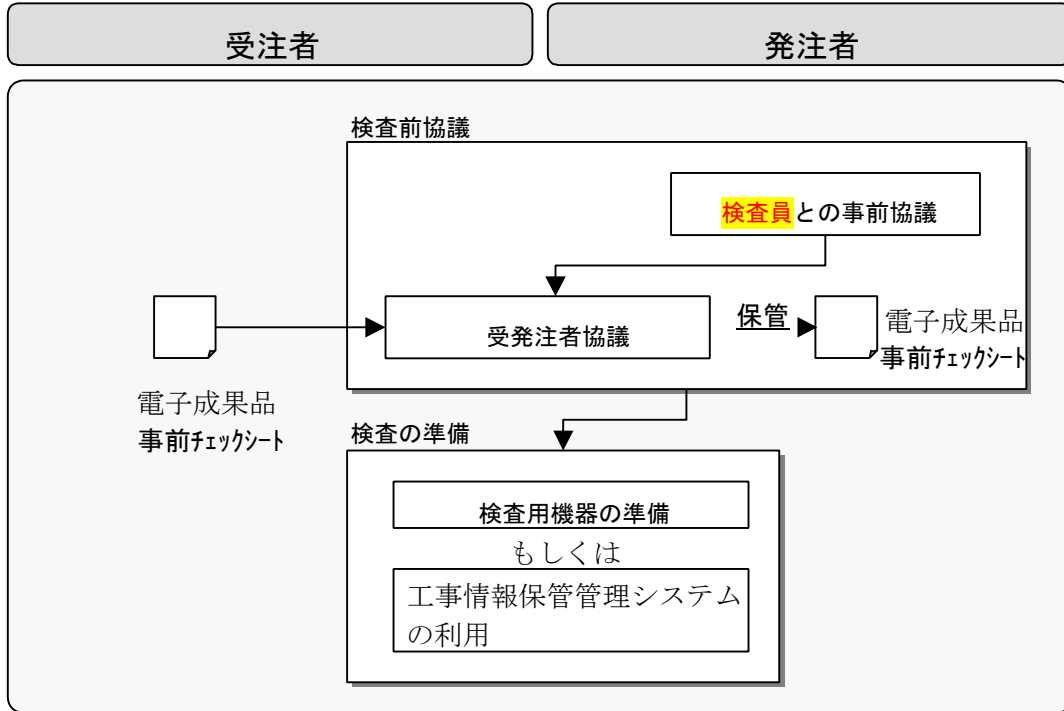 受注者
発注者
検査前協議
検査員との事前協議
受発注者協議
保管
電子成果品
事前ﾁｪｯｸｼｰﾄ
電子成果品
事前ﾁｪｯｸｼｰﾄ
検査の準備
検査用機器の準備
もしくは
工事情報保管管理システム
の利用